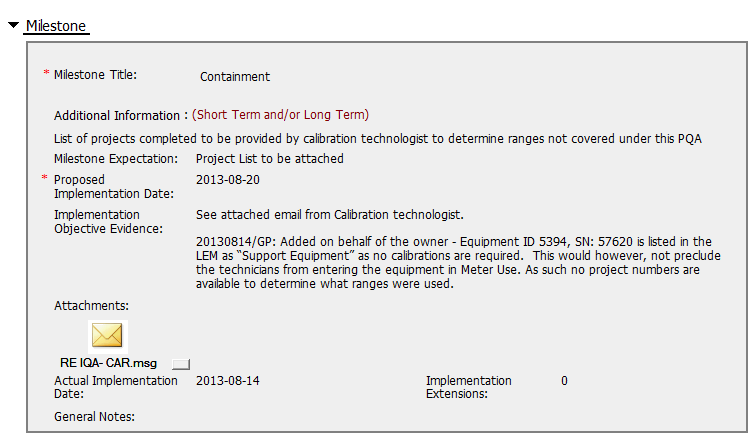 Milestone
* Milestone Title: Containment
Additional Information : (Short Term and/or Long Term)
List of projects completed to be provided by calibration technologist to determine ranges not covered under this PQA
Milestone Expectation: Project List to be attached
* Proposed Implementation Date: 2013-08-20
Implementation Objective Evidence: See attached email from Calibration technologist.
20130814/GP: Added on behalf of the owner - Equipment ID 5394, SN: 57620 is listed in the
LEM as “Support Equipment” as no calibrations are required.  This would however, not preclude
the technicians from entering the equipment in Meter Use. As such no project numbers are
available to determine what ranges were used.
Attachments:
RE IQA- CAR.msg
Actual Implementation Date: 2013-08-14 Implementation Extensions: 0
General Notes: